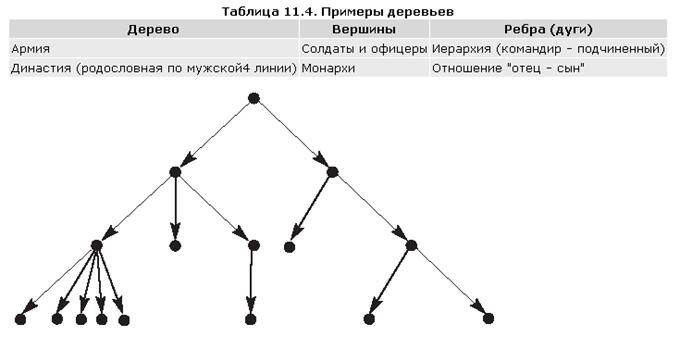 Таблица 11.4. Примеры деревьев
Дерево Вершины Ребра (дуги)
Армия Солдаты и офицеры Иерархия (командир - подчиненный)
Династия (родословная по мужской4 линии) Монархи Отношение "отец - сын"